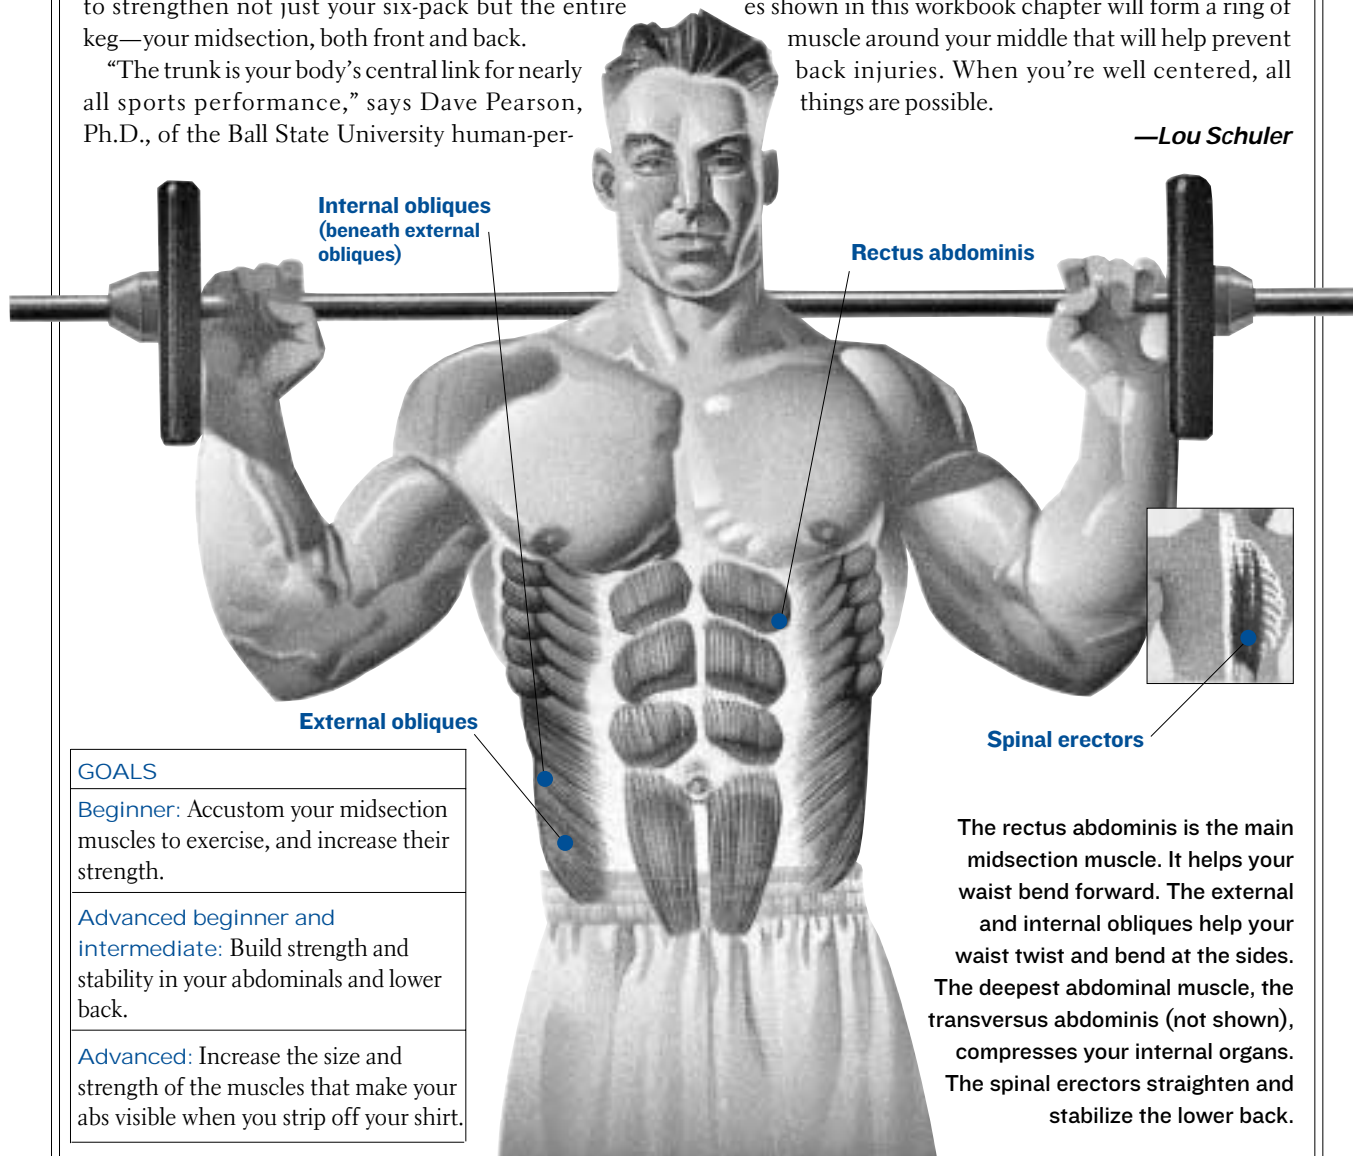 to strengthen not just your six-pack but the entire
keg—your midsection, both front and back.
“The trunk is your body’s central link for nearly
all sports performance,” says Dave Pearson,
Ph.D., of the Ball State University human-per-
es shown in this workbook chapter will form a ring of
muscle around your middle that will help prevent
back injuries. When you’re well centered, all
things are possible.
—Lou Schuler
Internal obliques
(beneath external
obliques)
Rectus abdominis
External obliques
Spinal erectors
GOALS
Beginner: Accustom your midsection
muscles to exercise, and increase their
strength.
Advanced beginner and
intermediate: Build strength and
stability in your abdominals and lower
back.
Advanced: Increase the size and
strength of the muscles that make your
abs visible when you strip off your shirt.
The rectus abdominis is the main
midsection muscle. It helps your
waist bend forward. The external
and internal obliques help your
waist twist and bend at the sides.
The deepest abdominal muscle, the
transversus abdominis (not shown),
compresses your internal organs.
The spinal erectors straighten and
stabilize the lower back.